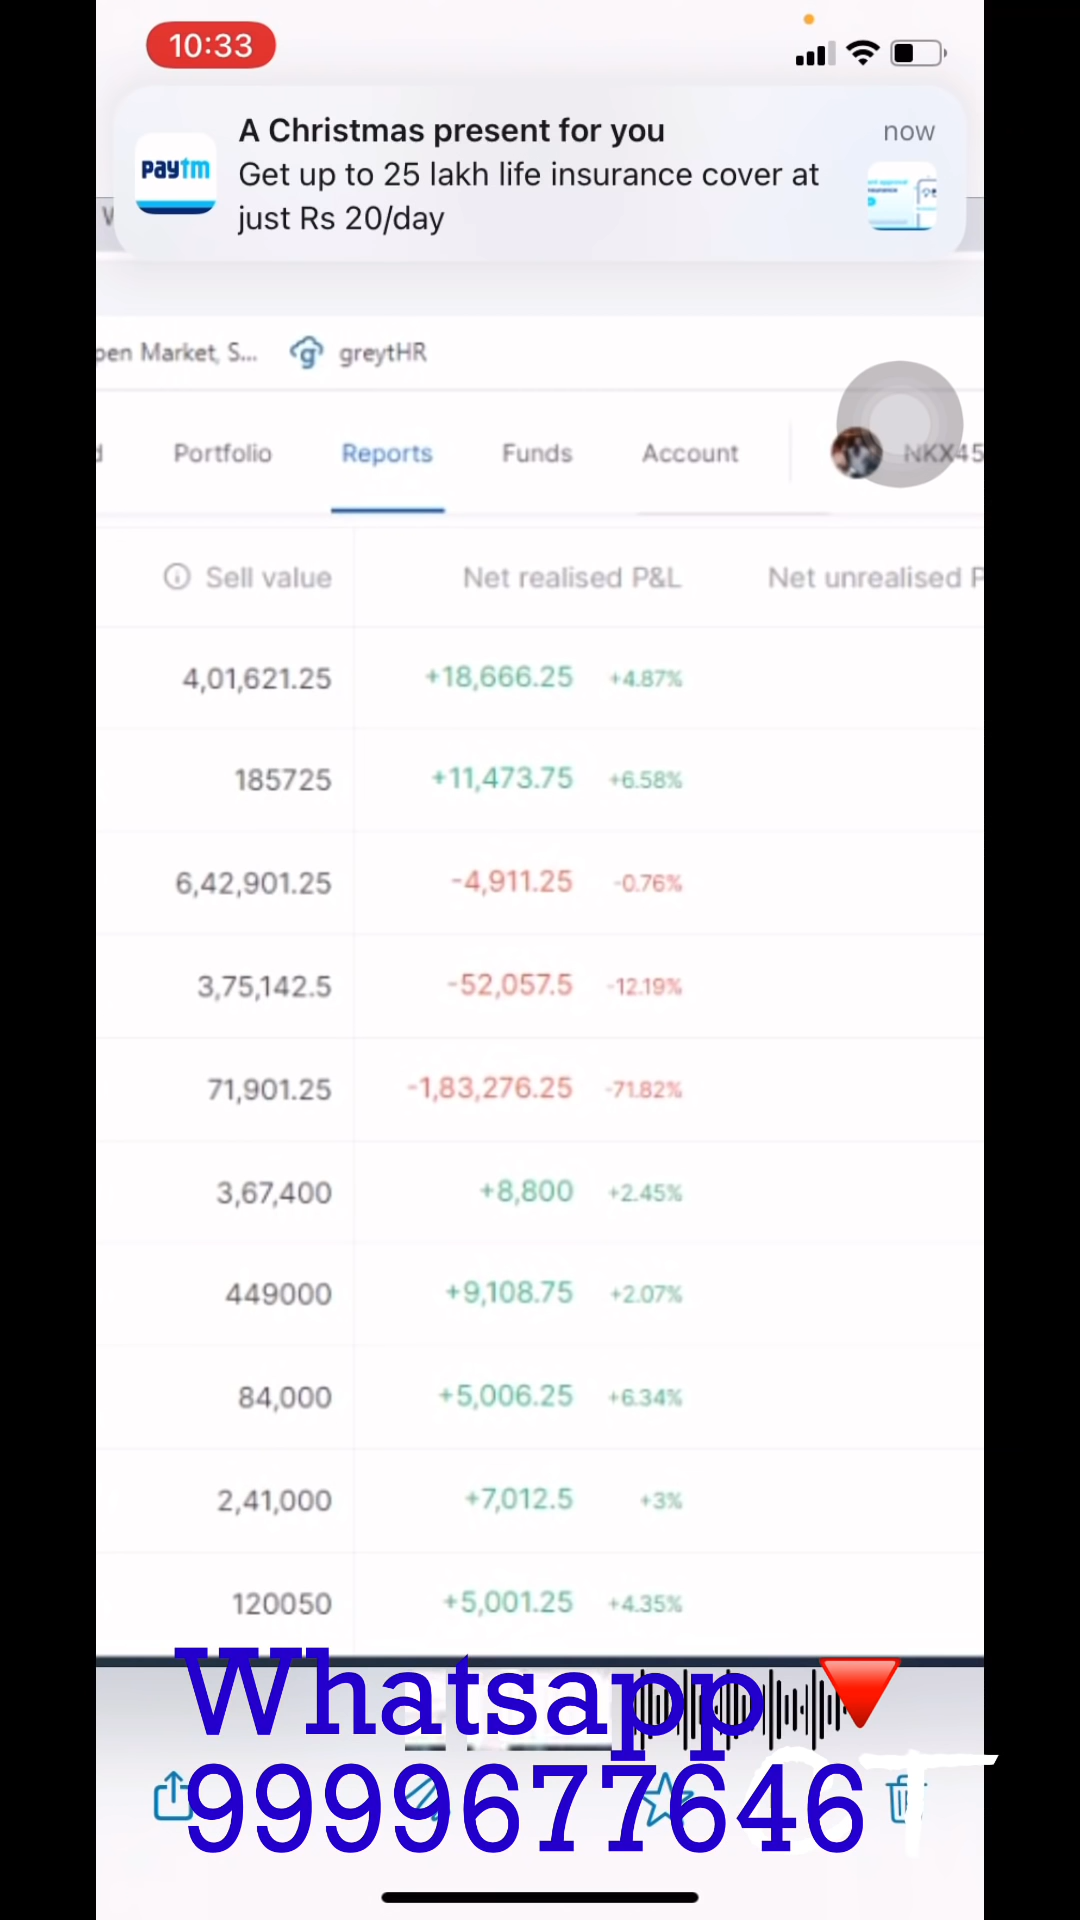 10:33
A Christmas present for you
now
paytm
Get up to 25 lakh life insurance cover at
just Rs 20/day
pen Market, S...
greytHR
Portfolio
Reports
Funds
Account
NKX45
Sell value
Net realised P&L
Net unrealised P
4,01,621.25 +18,666.25 +4.87%
185725 +11,473.75 +6.58%
6,42,901.25 -4,911.25 -0.76%
3,75,142.5 -52,057.5 -12.19%
71,901.25 -1,83,276.25 -71.82%
3,67,400 +8,800 +2.45%
449000 +9,108.75 +2.07%
84,000 +5,006.25 +6.34%
2,41,000 +7,012.5 +3%
120050 +5,001.25 +4.35%
Whatsapp
9999677646